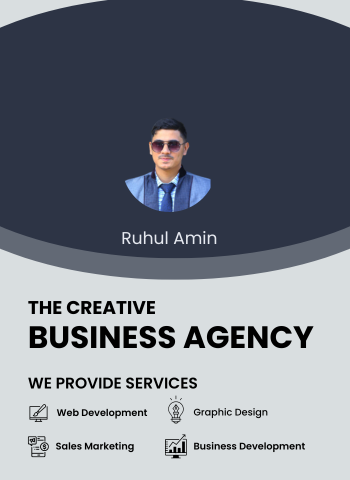 Ruhul Amin
THE CREATIVE
BUSINESS AGENCY
WE PROVIDE SERVICES
Web Development
Graphic Design
Sales Marketing
Business Development